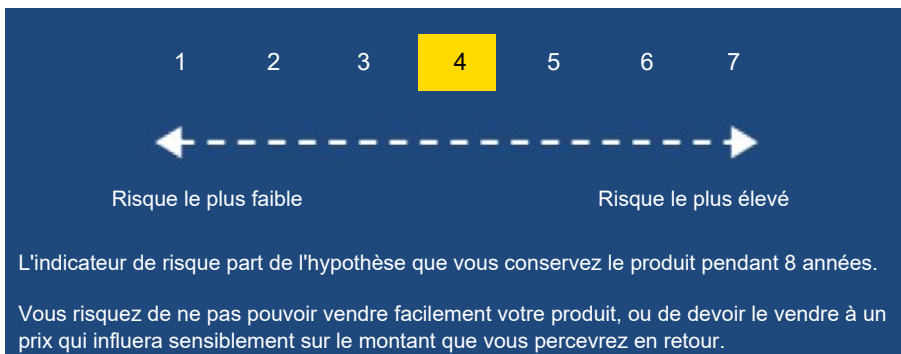 1 2 3 4 5 6 7
Risque le plus faible Risque le plus élevé
L'indicateur de risque part de l'hypothèse que vous conservez le produit pendant 8 années.
Vous risquez de ne pas pouvoir vendre facilement votre produit, ou de devoir le vendre à un
prix qui influera sensiblement sur le montant que vous percevrez en retour.